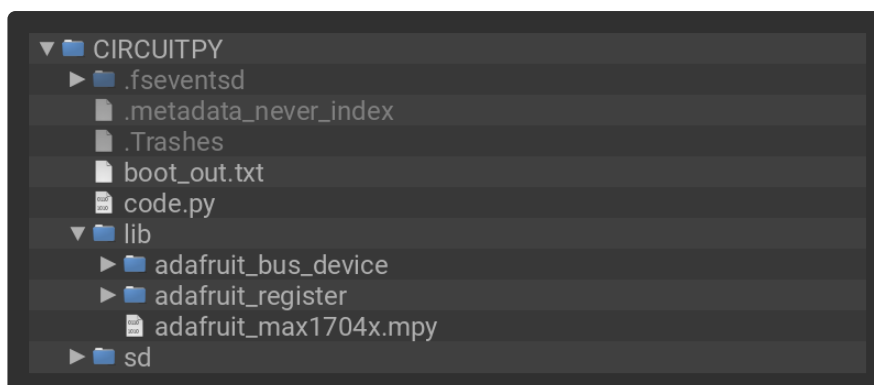 CIRCUITPY
.fseventsd
.metadata_never_index
.Trashes
boot_out.txt
code.py
lib
adafruit_bus_device
adafruit_register
adafruit_max1704x.mpy
sd